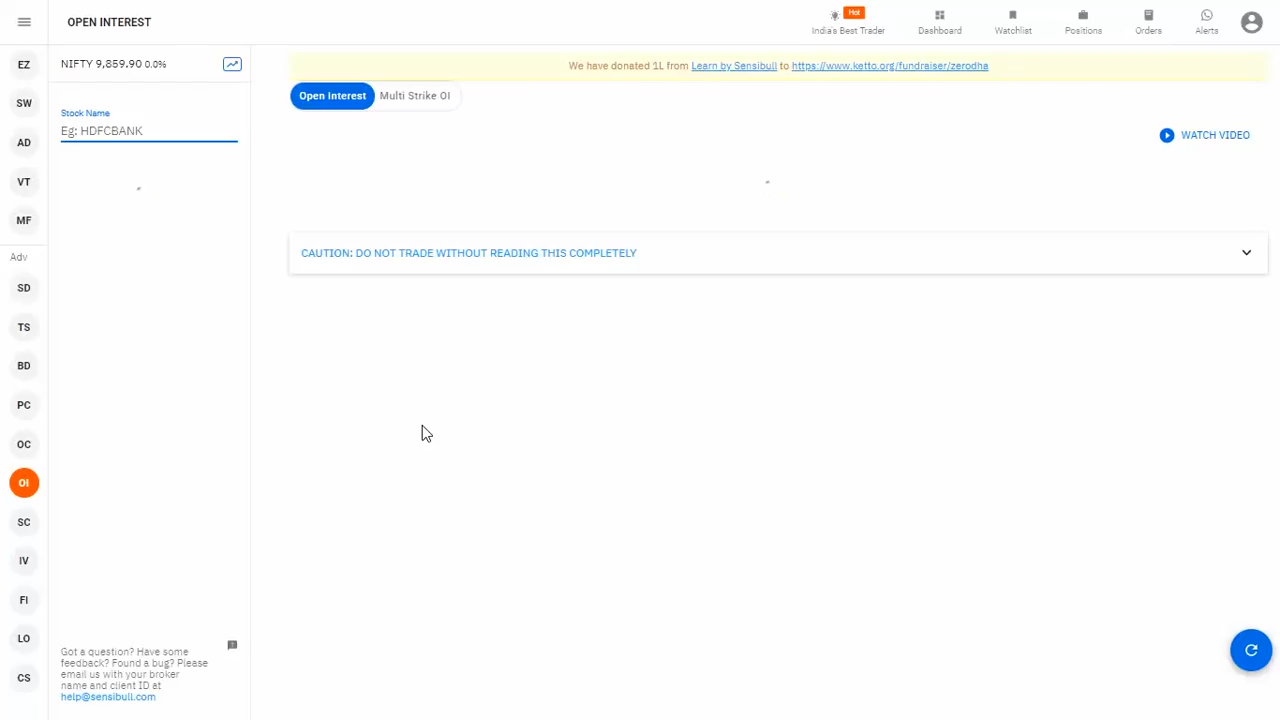 OPEN INTEREST
Hot
India's Best Trader
Dashboard
Watchlist
Positions
Orders
Alerts
EZ
SW
AD
VT
MF
Adv
SD
TS
BD
PC
OC
OI
SC
IV
FI
LO
CS
NIFTY 9,859.90 0.0%
Stock Name
Eg: HDFCBANK
Got a question? Have some
feedback? Found a bug? Please
email us with your broker
name and client ID at
help@sensibull.com
We have donated 1L from Learn by Sensibull to https://www.ketto.org/fundraiser/zerodha
Open Interest
Multi Strike OI
WATCH VIDEO
CAUTION: DO NOT TRADE WITHOUT READING THIS COMPLETELY